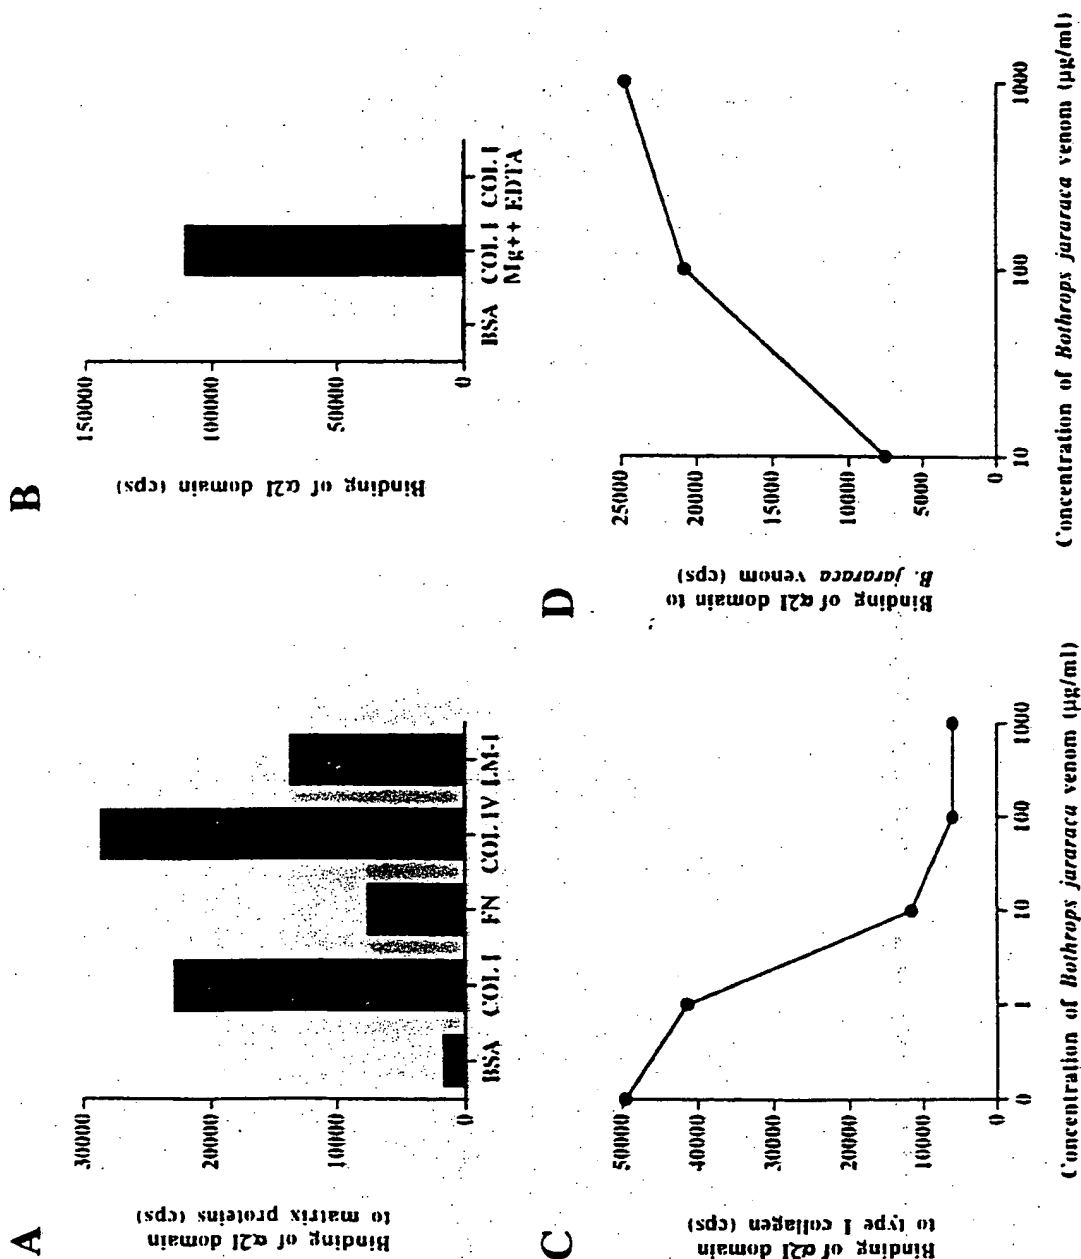 A
Binding of α2I domain
to matrix proteins (cps)
30000
20000
10000
0
BSA COL I FN COL IV LM-1
B
Binding of α2I domain (cps)
150000
100000
50000
0
BSA COL I COL I
Mg++ EDTA
C
Binding of α2I domain
to type I collagen (cps)
50000
40000
30000
20000
10000
0
0 1 10 100 1000
Concentration of Bothrops jararaca venom (µg/ml)
D
Binding of α2I domain to
B. jararaca venom (cps)
25000
20000
15000
10000
5000
0
10 100 1000
Concentration of Bothrops jararaca venom (µg/ml)